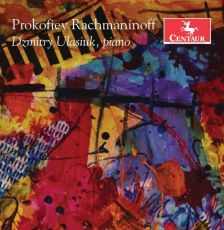 Prokofiev Rachmaninoff
Dzmitry Ulasiuk, piano
CENTAUR